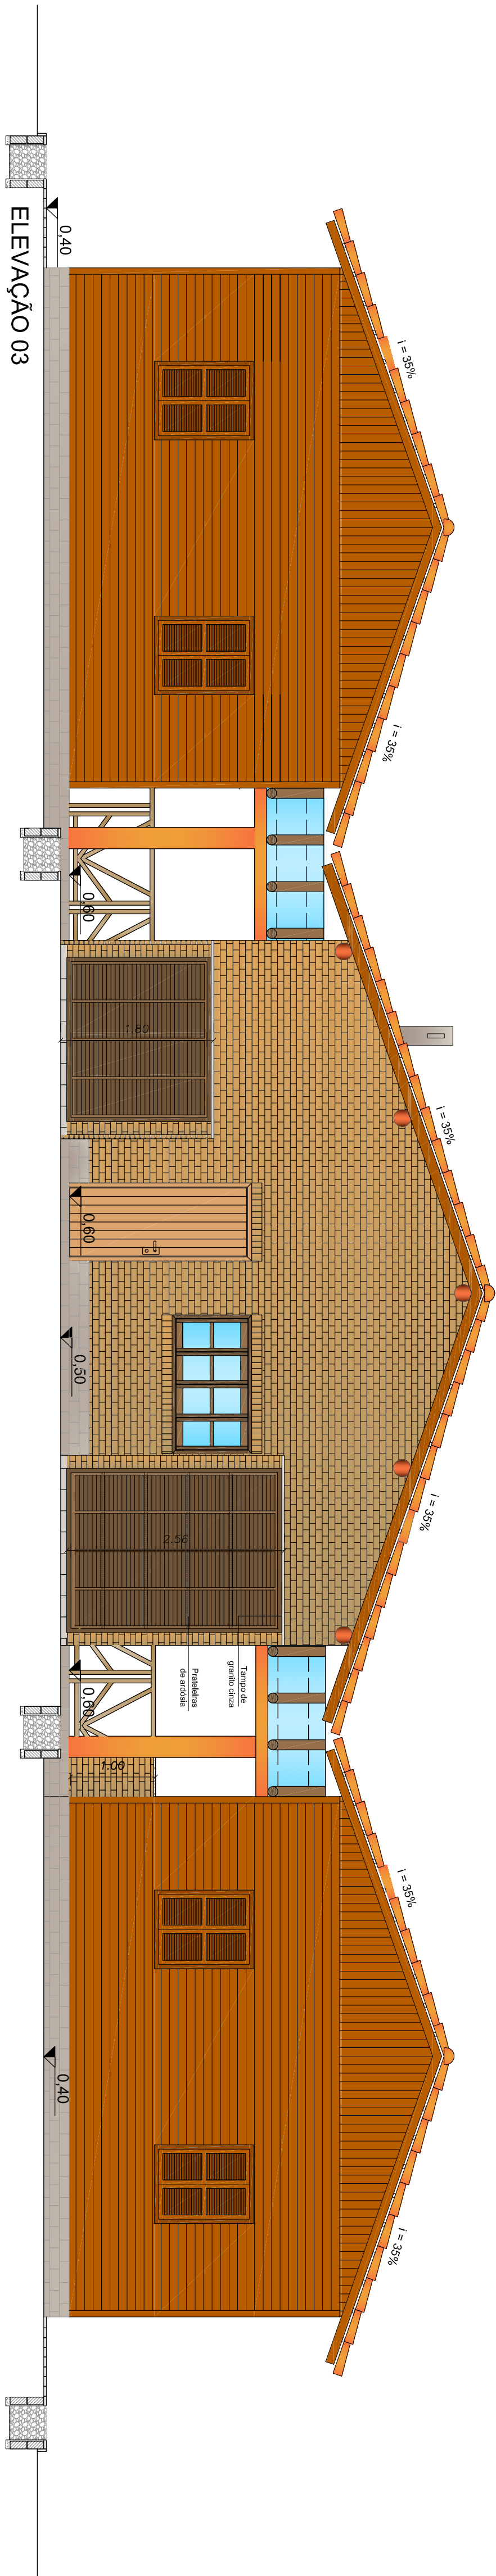 i = 35%
i = 35%
i = 35%
i = 35%
i = 35%
i = 35%
1.80
2.56
Tampo de
granito cinza
Prateleiras
de ardósia
1.00
0,40
0,60
0,60
0,50
0,60
0,40
ELEVAÇÃO 03